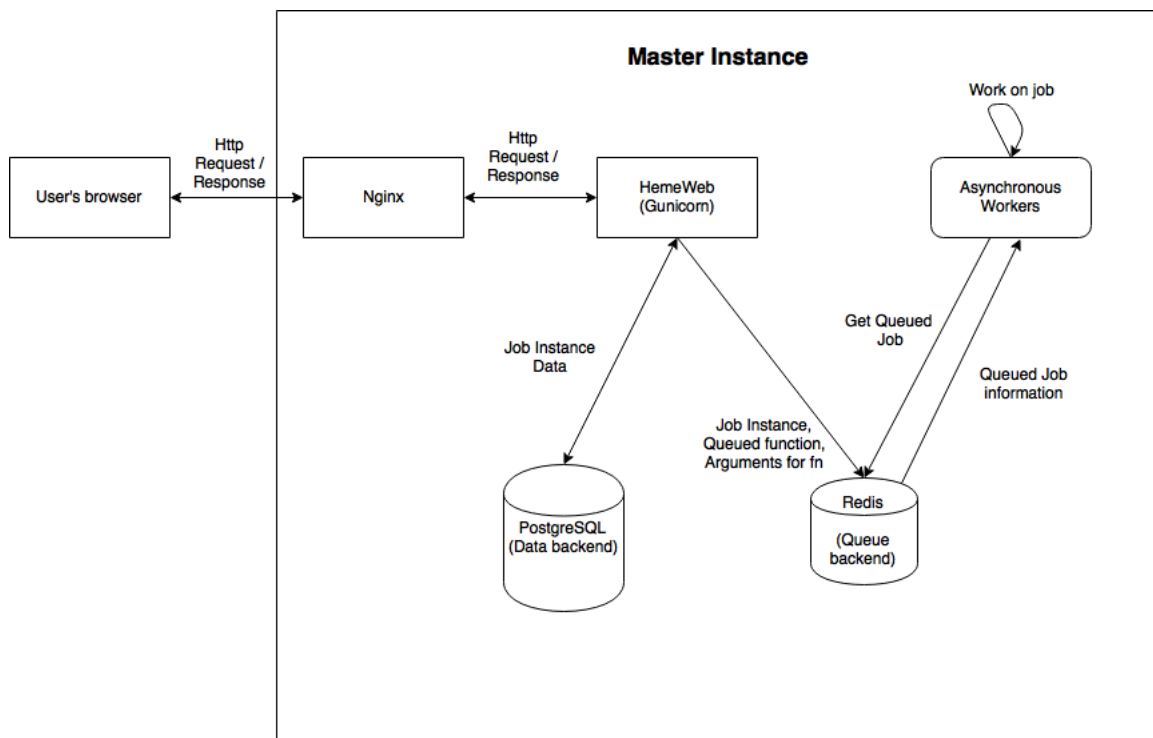 Master Instance
Work on job
Http
Request /
Response
Http
Request /
Response
User's browser
Nginx
HemeWeb
(Gunicorn)
Asynchronous
Workers
Get Queued
Job
Job Instance
Data
Queued Job
information
Job Instance,
Queued function,
Arguments for fn
PostgreSQL
(Data backend)
Redis
(Queue
backend)